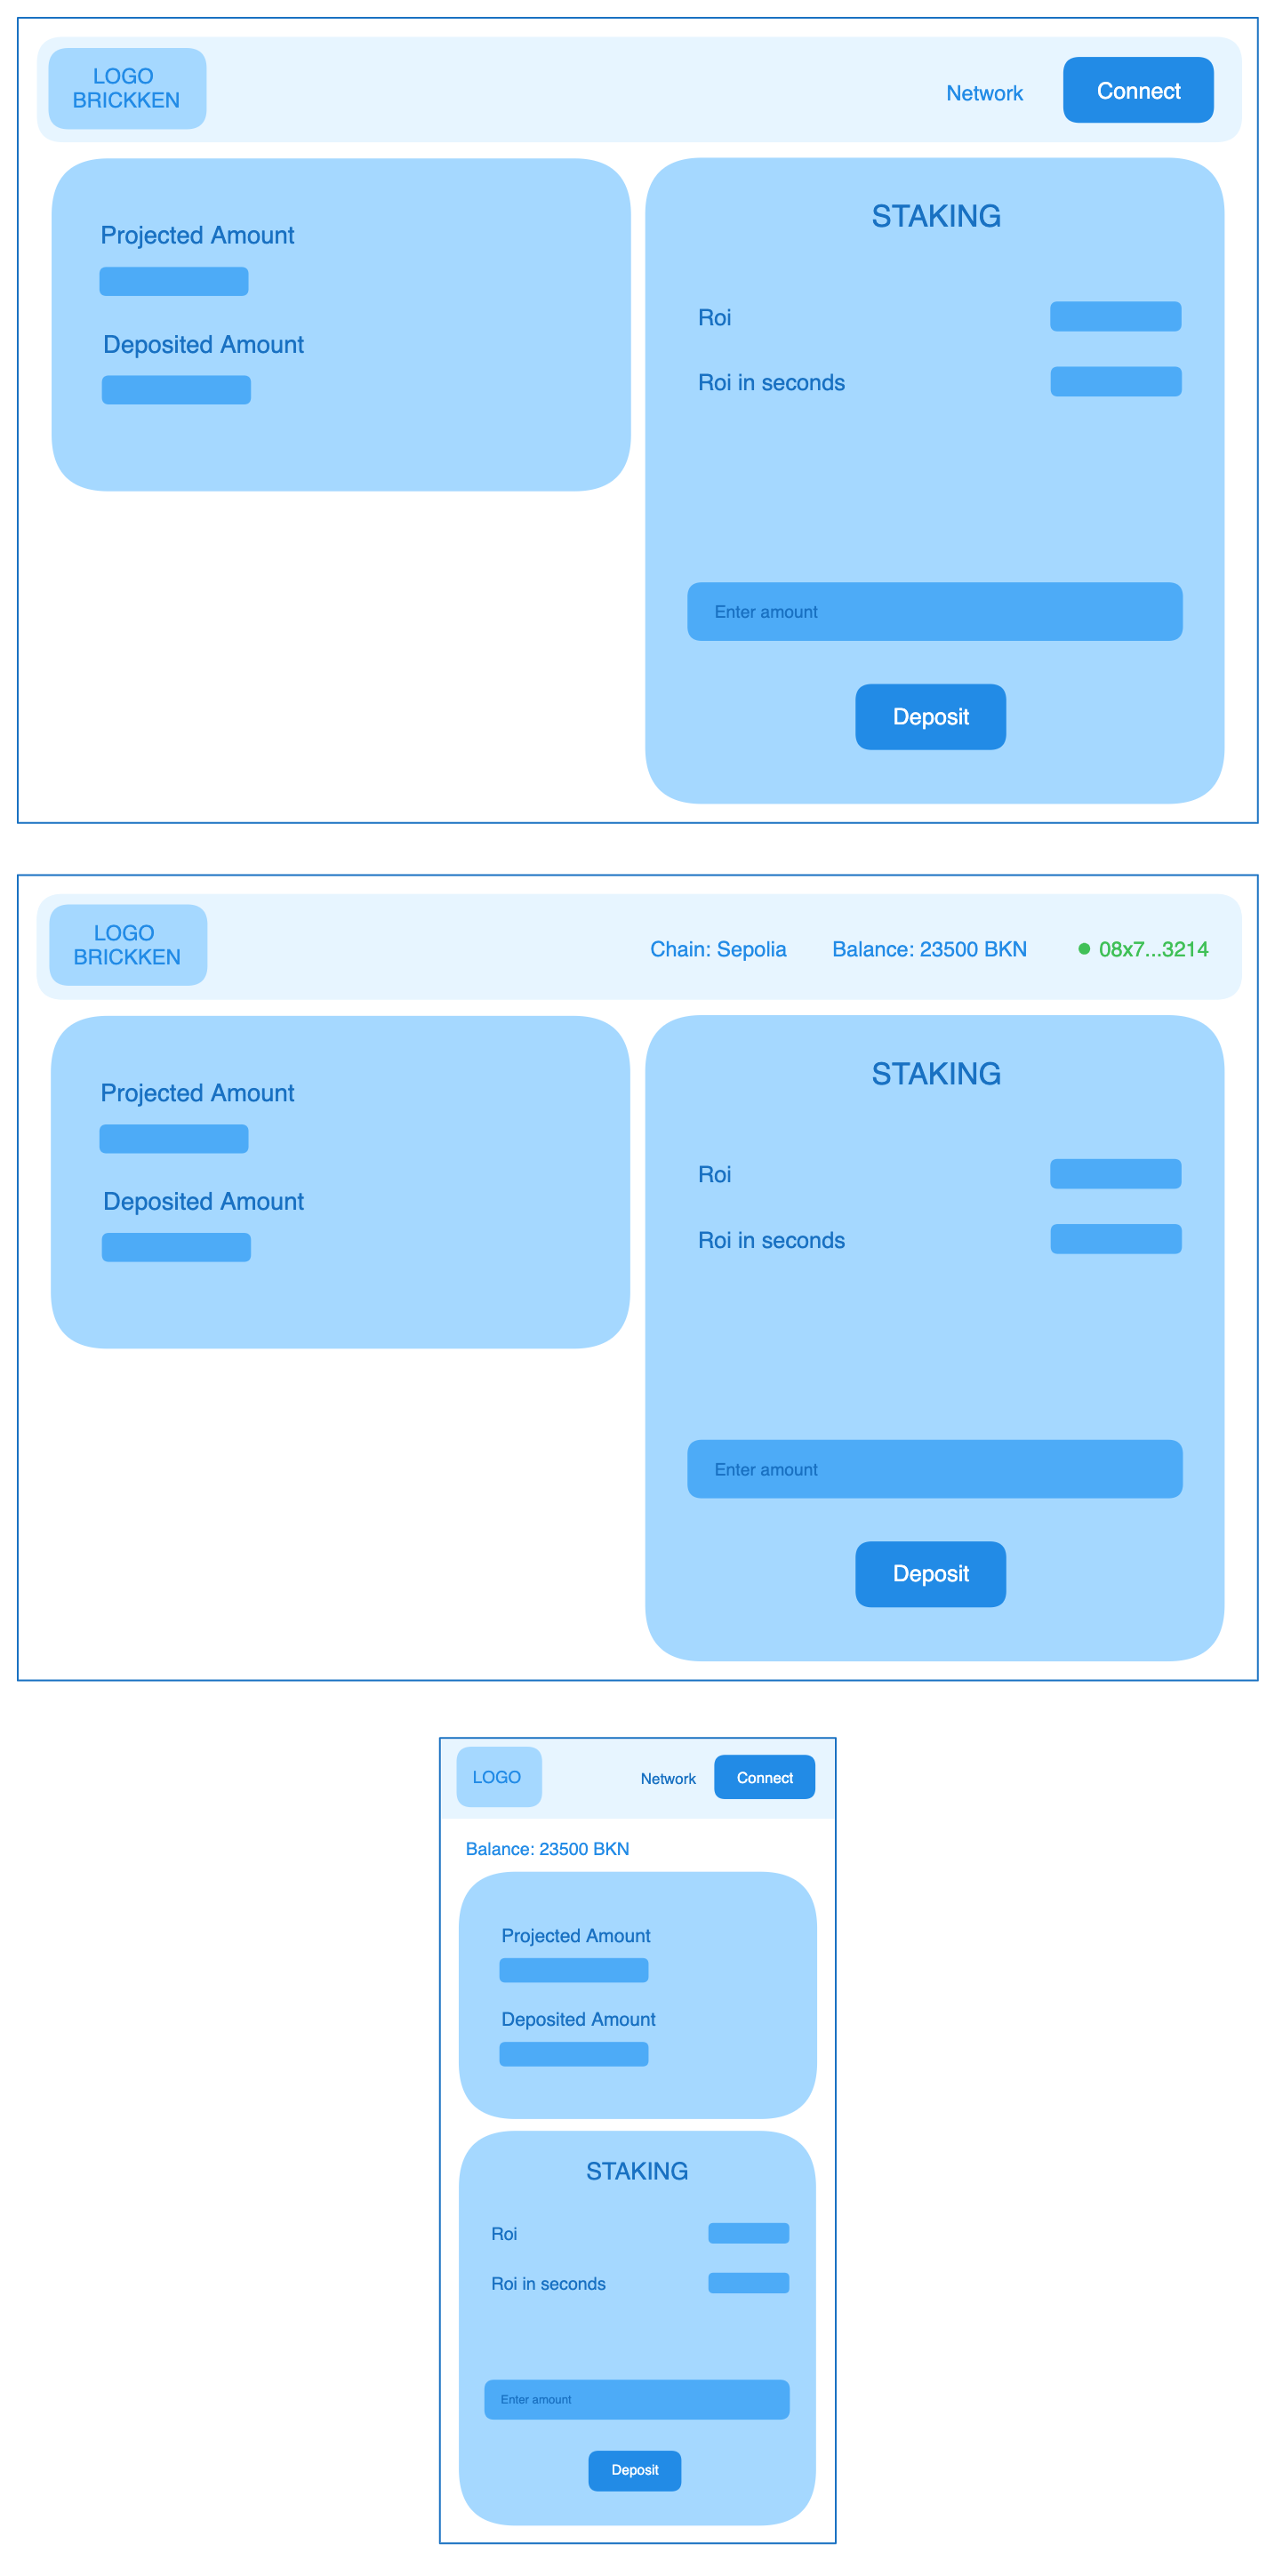 LOGO
BRICKKEN
Network
Connect
Projected Amount
Deposited Amount
STAKING
Roi
Roi in seconds
Enter amount
Deposit
LOGO
BRICKKEN
Chain: Sepolia
Balance: 23500 BKN
08x7...3214
Projected Amount
Deposited Amount
STAKING
Roi
Roi in seconds
Enter amount
Deposit
LOGO
Network
Connect
Balance: 23500 BKN
Projected Amount
Deposited Amount
STAKING
Roi
Roi in seconds
Enter amount
Deposit